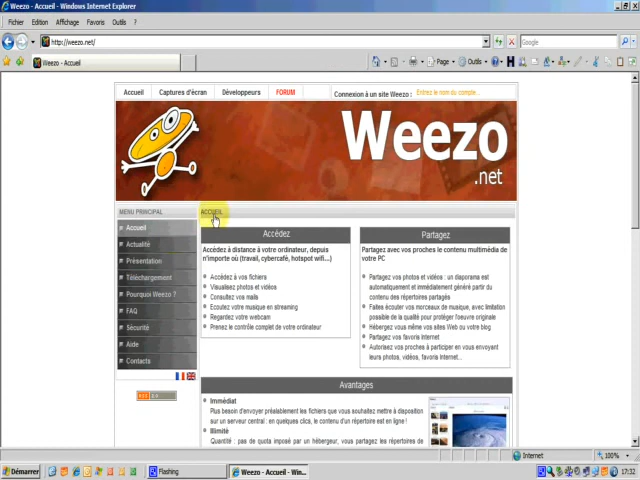 Weezo - Accueil - Windows Internet Explorer
Fichier Edition Affichage Favoris Outils ?
http://weezo.net/
Google
Weezo - Accueil
Page Outils
Accueil Captures d'écran Développeurs FORUM Connexion à un site Weezo : Entrez le nom du compte...
Weezo
.net
MENU PRINCIPAL
Accueil
Actualité
Présentation
Téléchargement
Pourquoi Weezo ?
FAQ
Sécurité
Aide
Contacts
RSS 2.0
ACCUEIL
Accédez
Accédez à distance à votre ordinateur, depuis
n'importe où (travail, cybercafé, hotspot wifi...)
Accédez à vos fichiers
Visualisez photos et vidéos
Consultez vos mails
Ecoutez votre musique en streaming
Regardez votre webcam
Prenez le contrôle complet de votre ordinateur
Partagez
Partagez avec vos proches le contenu multimédia de
votre PC
Partagez vos photos et vidéos : un diaporama est
automatiquement et immédiatement généré partir du
contenu des répertoires partagés
Faites écouter vos morceaux de musique, avec limitation
possible de la qualité pour protéger l'oeuvre originale
Hébergez vous même vos sites Web ou votre blog
Partagez vos favoris Internet
Autorisez vos proches à participer en vous envoyant
leurs photos, vidéos, favoris Internet...
Avantages
Immédiat
Plus besoin d'envoyer préalablement les fichiers que vous souhaitez mettre à disposition
sur un serveur central : en quelques clics, le contenu d'un répertoire est en ligne !
Illimité
Quantité : pas de quota imposé par un hébergeur, vous partagez les répertoires de
Internet 100%
Démarrer Flashing Weezo - Accueil - Win... 17:32